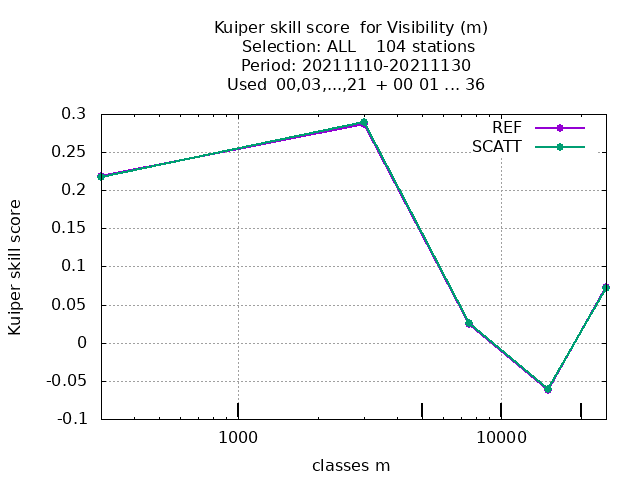 Kuiper skill score  for Visibility (m)
Selection: ALL    104 stations
Period: 20211110-20211130
Used  00,03,...,21  + 00 01 ... 36
REF
SCATT
0.3
0.25
0.2
0.15
0.1
0.05
0
-0.05
-0.1
Kuiper skill score
1000
10000
classes m